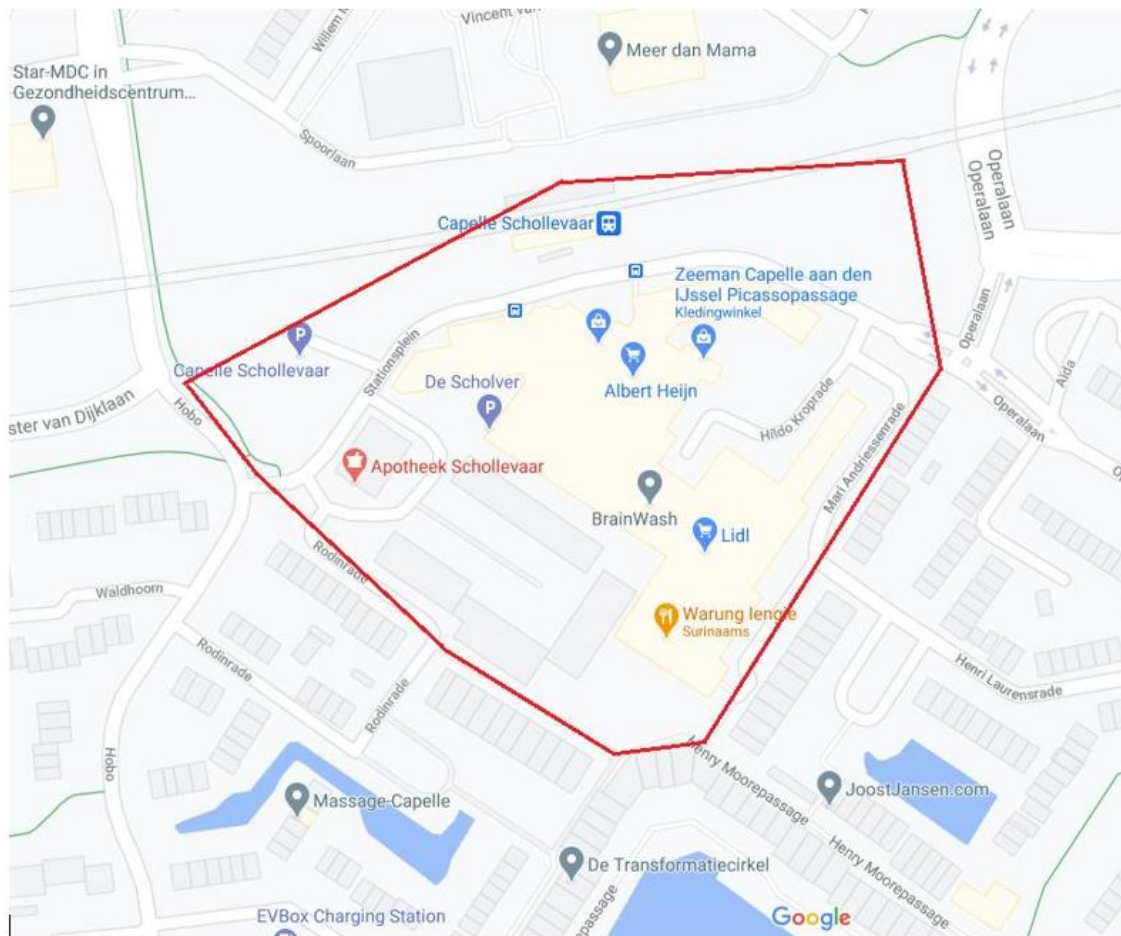 Vincent van
Willem
Meer dan Mama
Star-MDC in
Gezondheidscentrum...
Spoorlaan
Operalaan
Operalaan
Capelle Schollevaar
Zeeman Capelle aan den
IJssel Picassopassage
Kledingwinkel
Operalaan
Capelle Schollevaar
Stationsplein
De Scholver
Albert Heijn
Aida
Operalaan
ster van Dijklaan
Hobo
Hildo Kroprade
Mari Andriessenrade
Apotheek Schollevaar
BrainWash
Lidl
Rodinrade
Waldhoorn
Warung lengie
Surinaams
Rodinrade
Rodinrade
Henri Laurensrade
Hobo
Henry Moorepassage
Massage-Capelle
JoostJansen.com
Henry Moorepassage
De Transformatiecirkel
epassage
Google
EVBox Charging Station